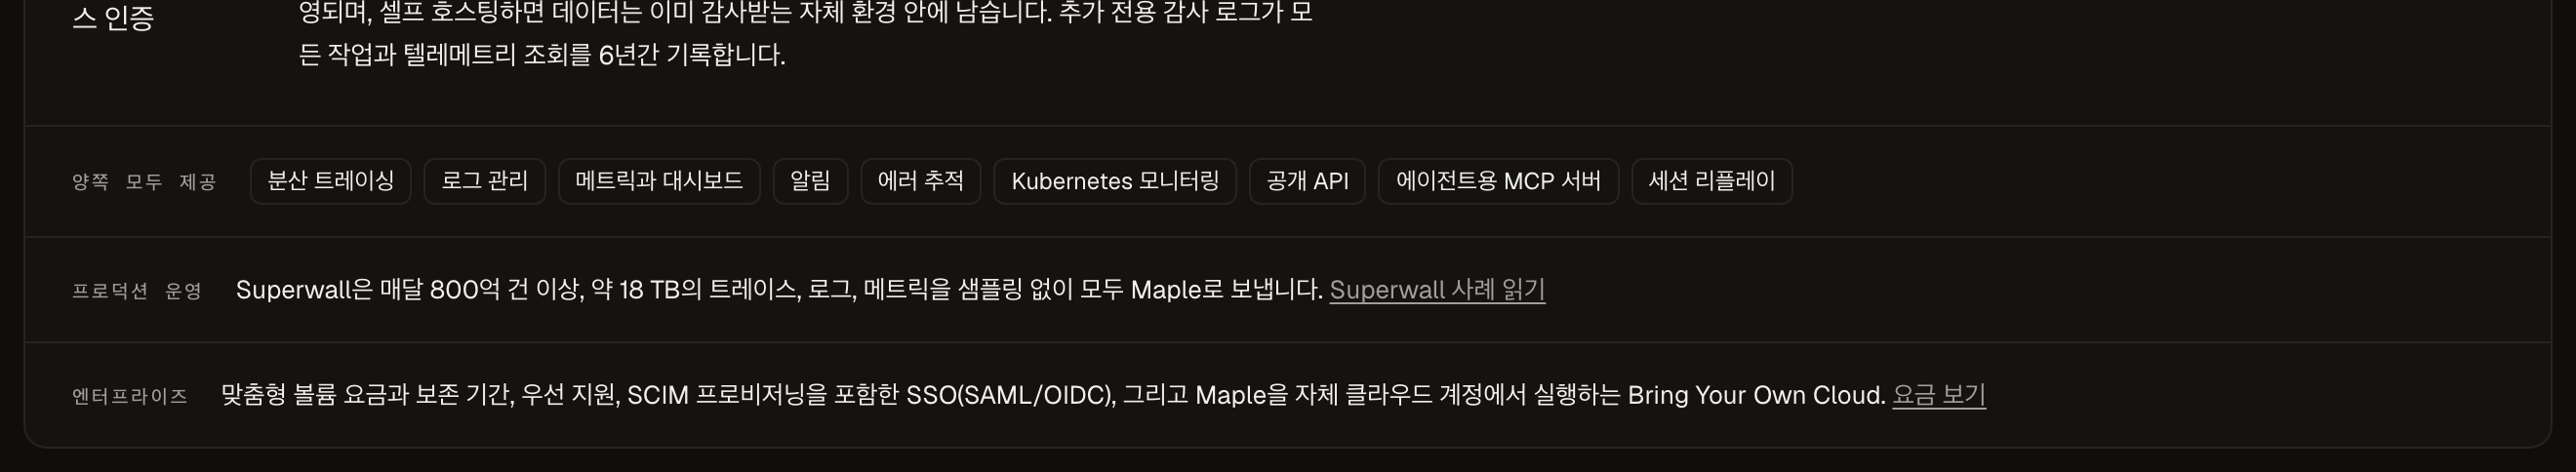 스 인증
영되며, 셀프 호스팅하면 데이터는 이미 감사받는 자체 환경 안에 남습니다. 추가 전용 감사 로그가 모
든 작업과 텔레메트리 조회를 6년간 기록합니다.
양쪽 모두 제공 분산 트레이싱 로그 관리 메트릭과 대시보드 알림 에러 추적 Kubernetes 모니터링 공개 API 에이전트용 MCP 서버 세션 리플레이
프로덕션 운영 Superwall은 매달 800억 건 이상, 약 18 TB의 트레이스, 로그, 메트릭을 샘플링 없이 모두 Maple로 보냅니다. Superwall 사례 읽기
엔터프라이즈 맞춤형 볼륨 요금과 보존 기간, 우선 지원, SCIM 프로비저닝을 포함한 SSO(SAML/OIDC), 그리고 Maple을 자체 클라우드 계정에서 실행하는 Bring Your Own Cloud. 요금 보기